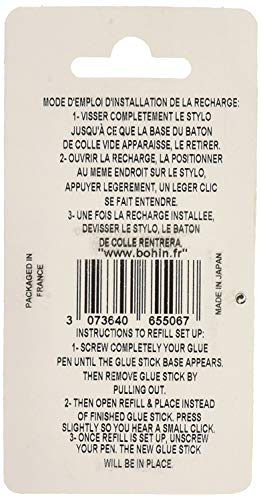 MODE D'EMPLOI D'INSTALLATION DE LA RECHARGE:
1- VISSER COMPLETEMENT LE STYLO
JUSQU'À CE QUE LA BASE DU BATON
DE COLLE VIDE APPARAISSE, LE RETIRER.
2- OUVRIR LA RECHARGE, LA POSITIONNER
AU MEME ENDROIT SUR LE STYLO,
APPUYER LEGEREMENT, UN LEGER CLIC
SE FAIT ENTENDRE.
3 - UNE FOIS LA RECHARGE INSTALLEE,
DEVISSER LE STYLO, LE BATON
DE COLLE RENTRERA.
"www.bohin.fr"
PACKAGED IN
FRANCE
MADE IN JAPAN
3 073640 655067
INSTRUCTIONS TO REFILL SET UP:
1- SCREW COMPLETELY YOUR GLUE
PEN UNTIL THE GLUE STICK BASE APPEARS.
THEN REMOVE GLUE STICK BY
PULLING OUT.
2- THEN OPEN REFILL & PLACE INSTEAD
OF FINISHED GLUE STICK. PRESS
SLIGHTLY SO YOU HEAR A SMALL CLICK.
3- ONCE REFILL IS SET UP, UNSCREW
YOUR PEN. THE NEW GLUE STICK
WILL BE IN PLACE.